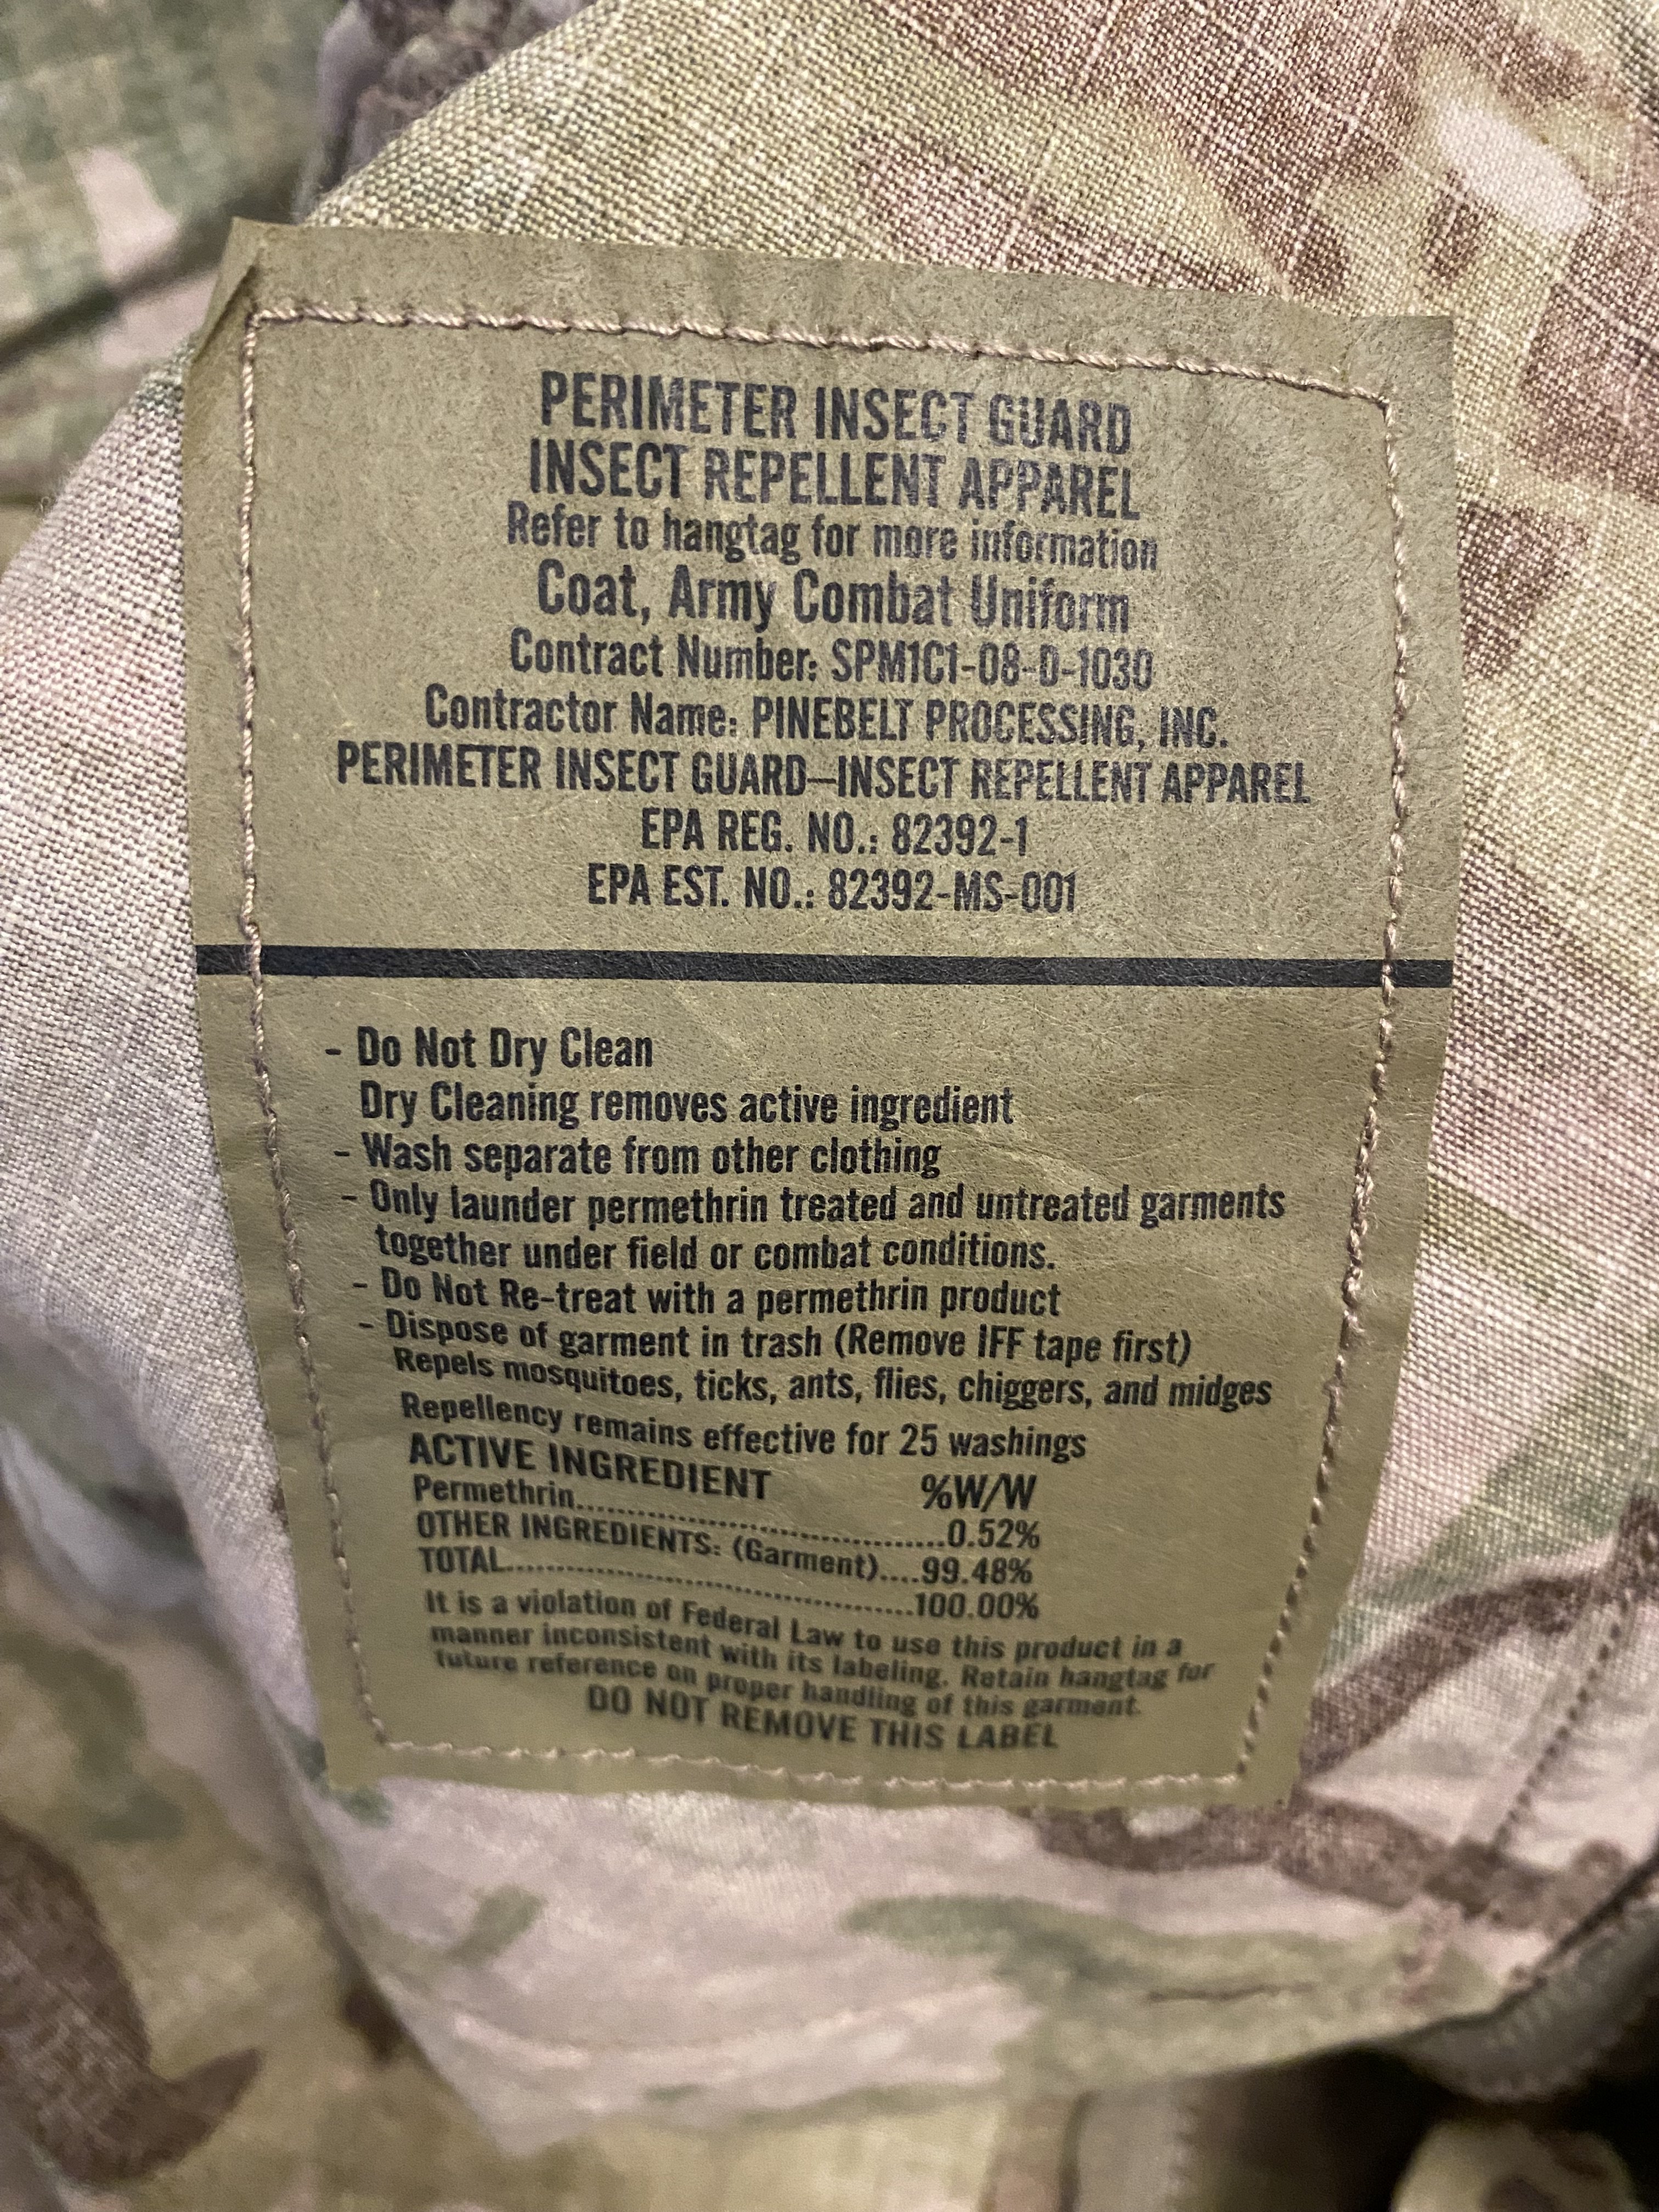 PERIMETER INSECT GUARD
INSECT REPELLENT APPAREL
Refer to hangtag for more information
Coat, Army Combat Uniform
Contract Number: SPM1C1-08-D-1030
Contractor Name: PINEBELT PROCESSING, INC.
PERIMETER INSECT GUARD—INSECT REPELLENT APPAREL
EPA REG. NO.: 82392-1
EPA EST. NO.: 82392-MS-001
- Do Not Dry Clean
Dry Cleaning removes active ingredient
- Wash separate from other clothing
- Only launder permethrin treated and untreated garments
together under field or combat conditions.
- Do Not Re-treat with a permethrin product
- Dispose of garment in trash (Remove IFF tape first)
Repels mosquitoes, ticks, ants, flies, chiggers, and midges
Repellency remains effective for 25 washings
ACTIVE INGREDIENT %W/W
Permethrin..........................................0.52%
OTHER INGREDIENTS: (Garment)....99.48%
TOTAL................................................100.00%
It is a violation of Federal Law to use this product in a
manner inconsistent with its labeling. Retain hangtag for
future reference on proper handling of this garment.
DO NOT REMOVE THIS LABEL